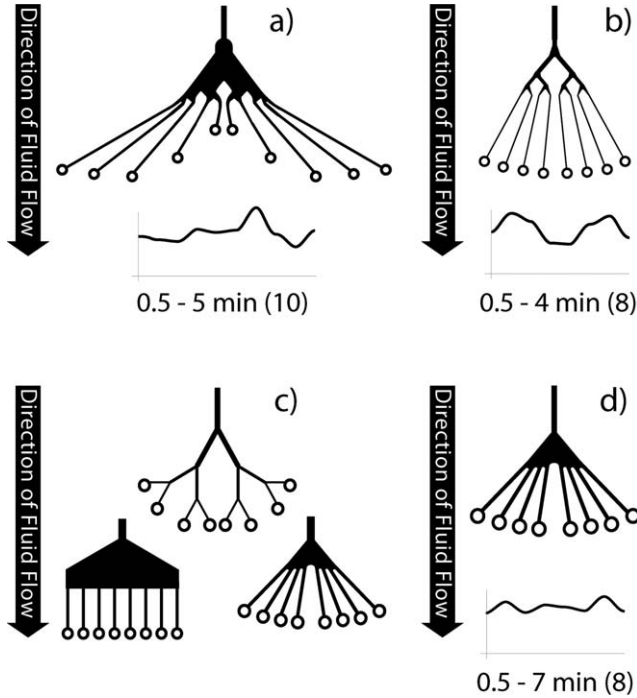 Direction of Fluid Flow
a)
0.5 - 5 min (10)
Direction of Fluid Flow
b)
0.5 - 4 min (8)
Direction of Fluid Flow
c)
Direction of Fluid Flow
d)
0.5 - 7 min (8)